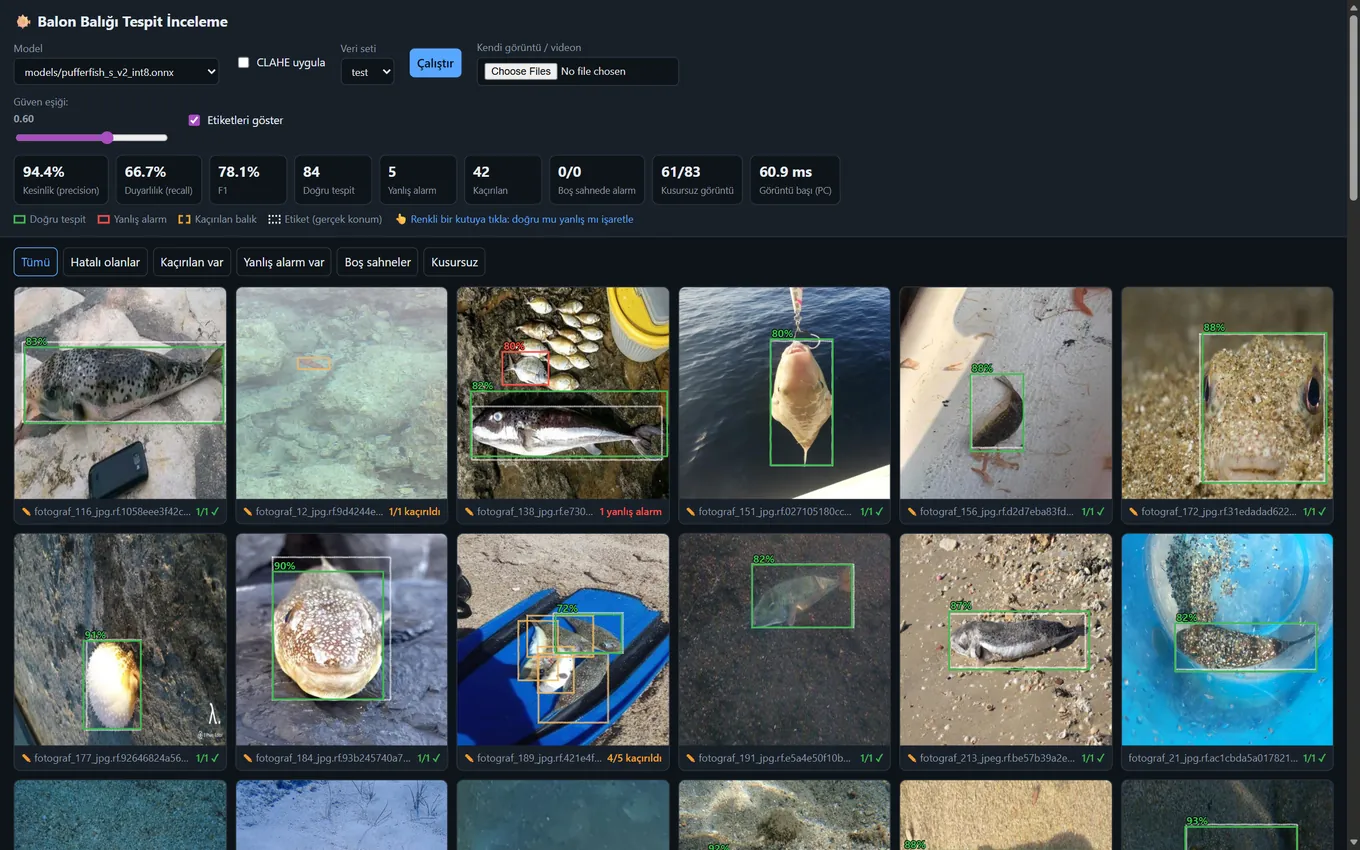 Balon Balığı Tespit İnceleme
Model
models/pufferfish_s_v2_int8.onnx
CLAHE uygula
Veri seti
test
Çalıştır
Kendi görüntü / videon
Choose Files No file chosen
Güven eşiği:
0.60
Etiketleri göster
94.4%
Kesinlik (precision)
66.7%
Duyarlılık (recall)
78.1%
F1
84
Doğru tespit
5
Yanlış alarm
42
Kaçırılan
0/0
Boş sahnede alarm
61/83
Kusursuz görüntü
60.9 ms
Görüntü başı (PC)
Doğru tespit
Yanlış alarm
Kaçırılan balık
Etiket (gerçek konum)
Renkli bir kutuya tıkla: doğru mu yanlış mı işaretle
Tümü
Hatalı olanlar
Kaçırılan var
Yanlış alarm var
Boş sahneler
Kusursuz
83%
80%
82%
80%
88%
88%
fotograf_116_jpg.rf.1058eee3f42c... 1/1 ✓
fotograf_12_jpg.rf.9d4244e... 1/1 kaçırıldı
fotograf_138_jpg.rf.e730... 1 yanlış alarm
fotograf_151_jpg.rf.027105180cc... 1/1 ✓
fotograf_156_jpg.rf.d2d7eba83fd... 1/1 ✓
fotograf_172_jpg.rf.31edadad622... 1/1 ✓
91%
90%
72%
82%
87%
82%
fotograf_177_jpg.rf.92646824a56... 1/1 ✓
fotograf_184_jpg.rf.93b245740a7... 1/1 ✓
fotograf_189_jpg.rf.421e4f... 4/5 kaçırıldı
fotograf_191_jpg.rf.e5a4e50f10b... 1/1 ✓
fotograf_213_jpeg.rf.be57b39a2e... 1/1 ✓
fotograf_21_jpg.rf.ac1cbda5a017821... 1/1 ✓
92%
88%
93%